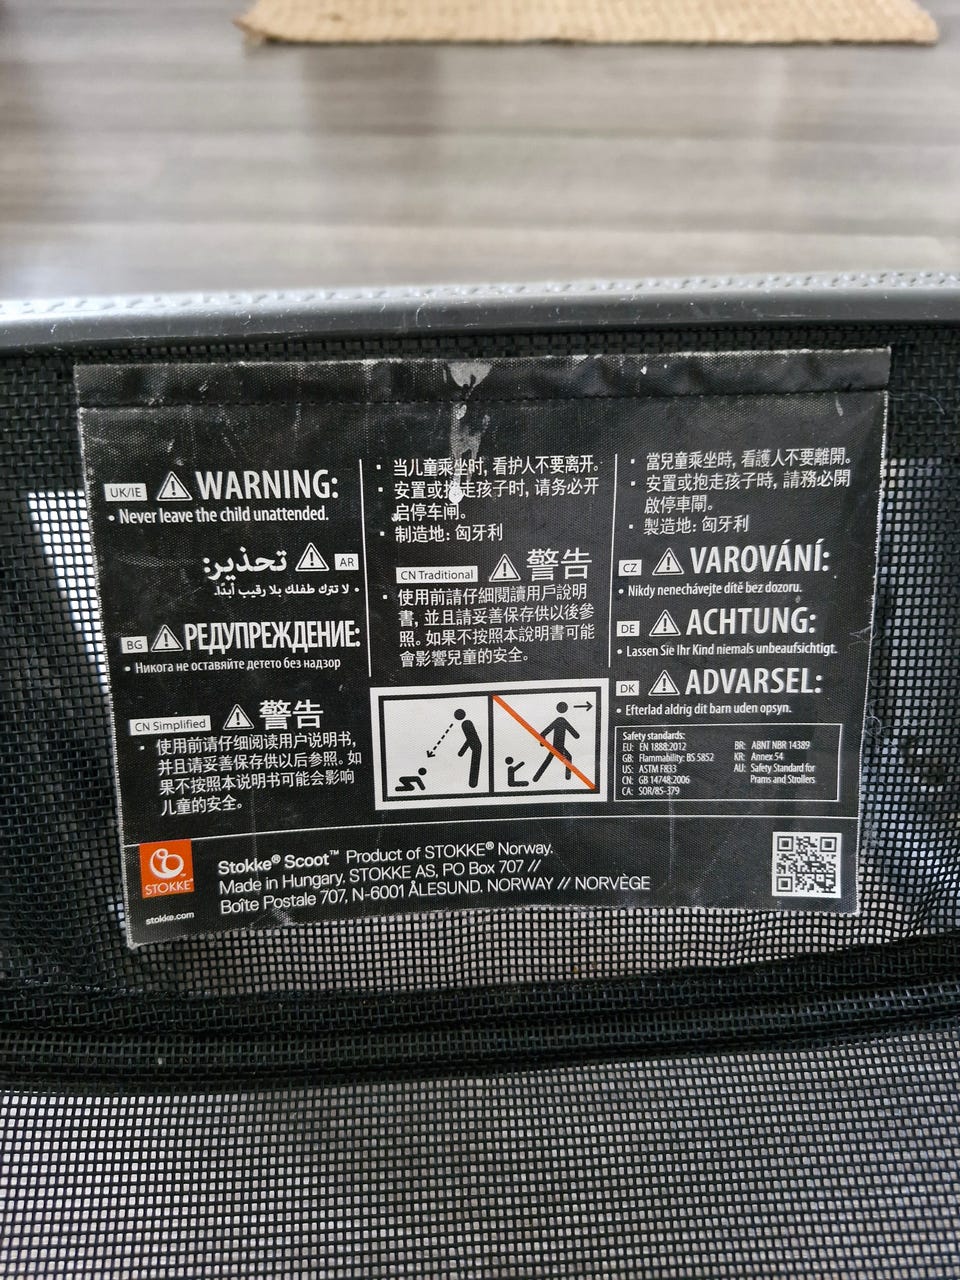 UK/IE WARNING:
• Never leave the child unattended.
تحذير: AR
• لا تترك طفلك بلا رقيب أبدًا.
BG РЕДУПРЕЖДЕНИЕ:
• Никога не оставяйте детето без надзор
CN Simplified 警告
• 使用前请仔细阅读用户说明书,
并且请妥善保存供以后参照。如
果不按照本说明书可能会影响
儿童的安全。
• 当儿童乘坐时, 看护人不要离开。
• 安置或抱走孩子时, 请务必开
启停车闸。
• 制造地: 匈牙利
CN Traditional 警告
• 使用前請仔細閱讀用戶說明
書, 並且請妥善保存供以後參
照。如果不按照本說明書可能
會影響兒童的安全。
• 當兒童乘坐時, 看護人不要離開。
• 安置或抱走孩子時, 請務必開
啟停車閘。
• 製造地: 匈牙利
CZ VAROVÁNÍ:
• Nikdy nenechávejte dítě bez dozoru.
DE ACHTUNG:
• Lassen Sie Ihr Kind niemals unbeaufsichtigt.
DK ADVARSEL:
• Efterlad aldrig dit barn uden opsyn.
Safety standards:
EU: EN 1888:2012
GB: Flammability: BS 5852
US: ASTM F833
CN: GB 14748:2006
CA: SOR/85-379
BR: ABNT NBR 14389
KR: Annex 54
AU: Safety Standard for
Prams and Strollers
STOKKE®
stokke.com
Stokke® Scoot™ Product of STOKKE® Norway.
Made in Hungary. STOKKE AS, PO Box 707 //
Boîte Postale 707, N-6001 ÅLESUND. NORWAY // NORVÈGE